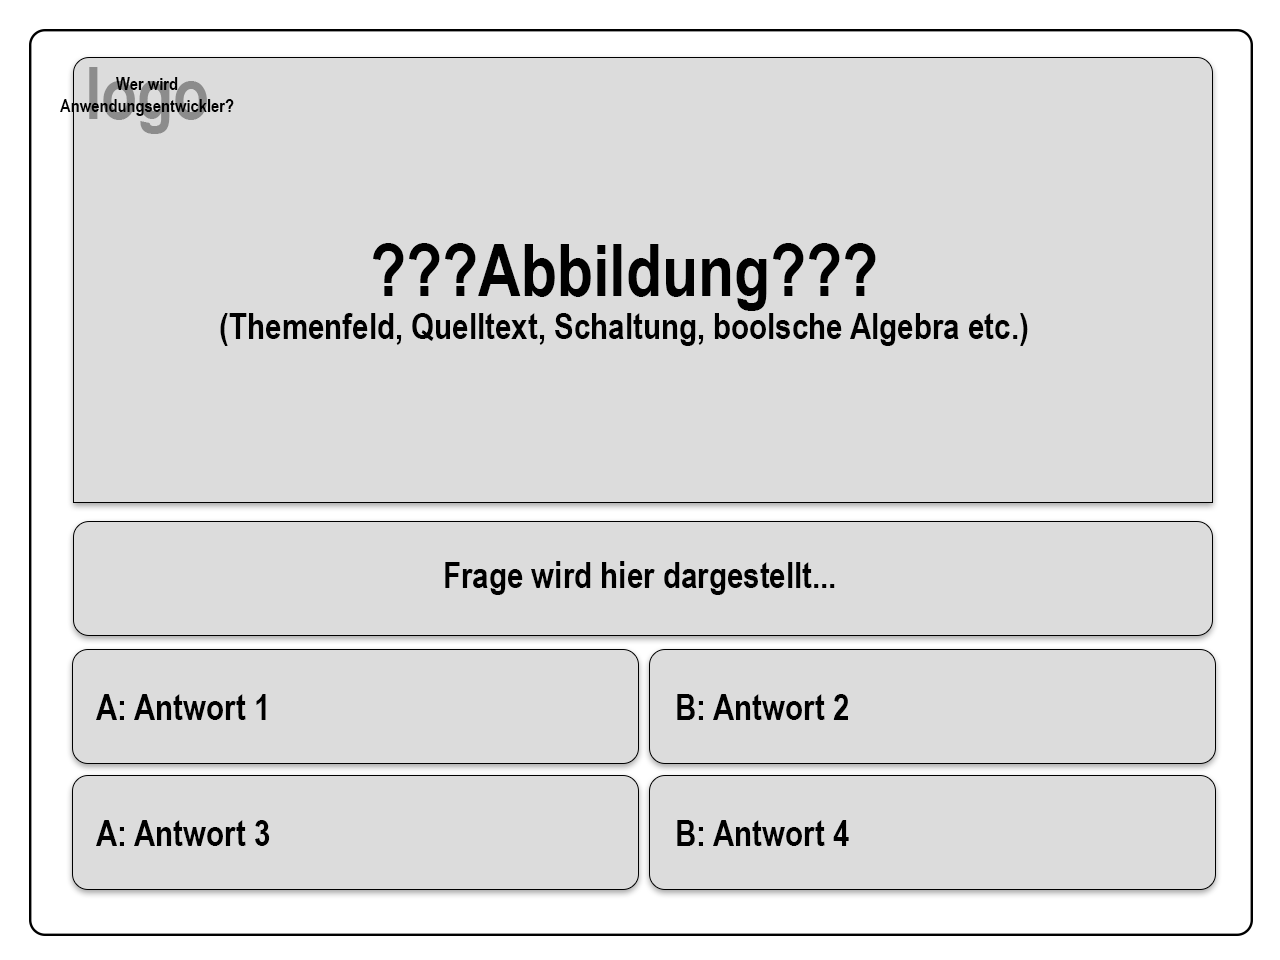 logo
Wer wird
Anwendungsentwickler?
???Abbildung???
(Themenfeld, Quelltext, Schaltung, boolsche Algebra etc.)
Frage wird hier dargestellt...
A: Antwort 1
B: Antwort 2
A: Antwort 3
B: Antwort 4